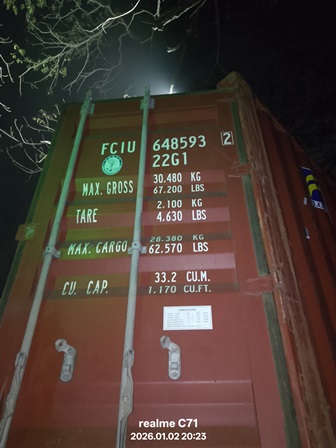 FCIU 648593 2
22G1
MAX. GROSS 30.480 KG
67.200 LBS
TARE 2.100 KG
4.630 LBS
MAX. CARGO 28.380 KG
62.570 LBS
CU. CAP. 33.2 CU.M.
1.170 CU.FT.
realme C71
2026.01.02 20:23